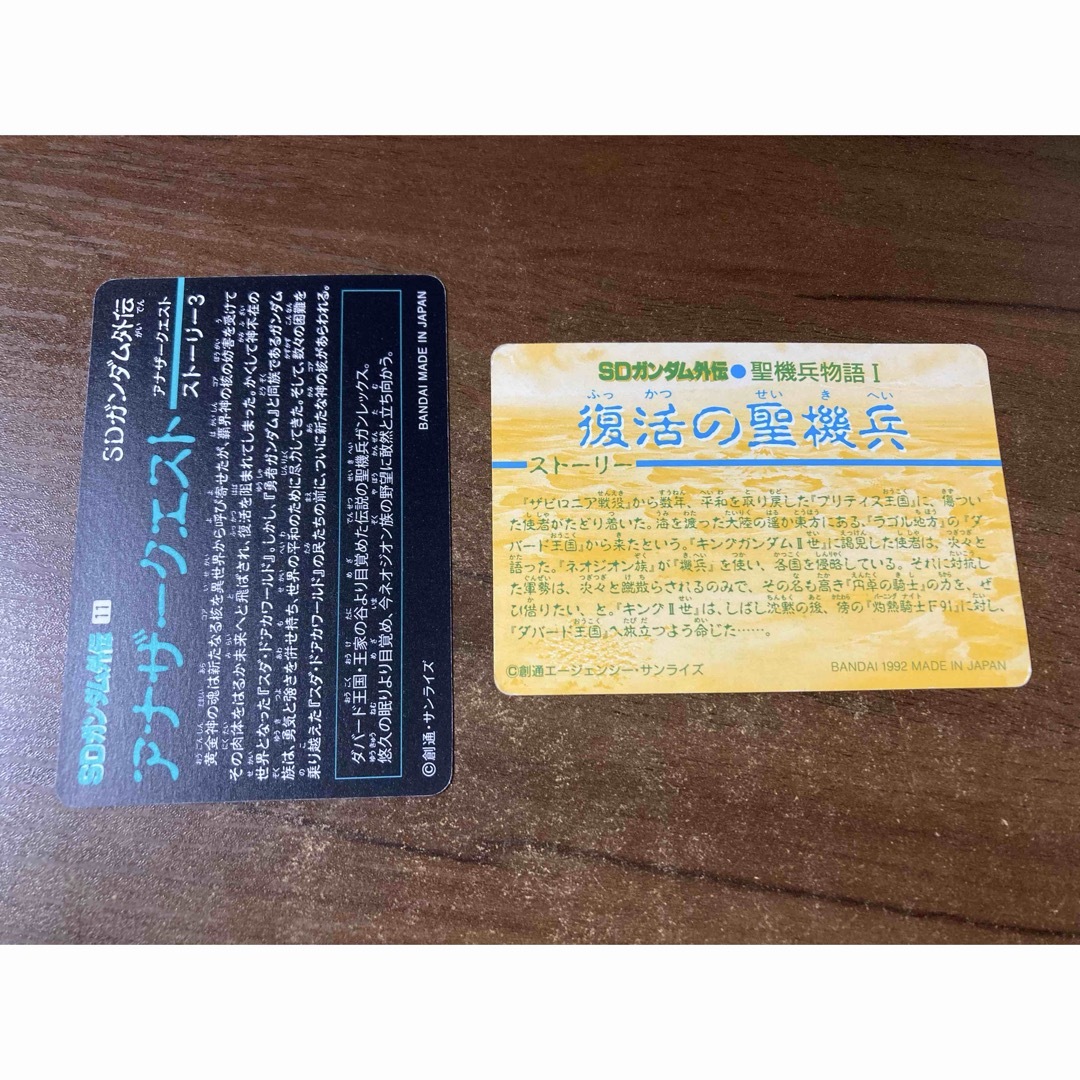 SDガンダム外伝 111
SDガンダム外伝
アナザークエスト
アナザークエスト
ストーリー3
黄金神の魂は新たなる核を異世界から呼び寄せたが、覇界神の核の妨害を受けて
その肉体をはるか未来へと飛ばされ、復活を阻まれてしまった。かくして神不在の
世界となった『スダ・ドアカワールド』。しかし、『勇者ガンダム』と同族であるガンダム
族は、勇気と強さを併せ持ち、世界の平和のために尽力してきた。そして、数々の困難を
乗り越えた『スダ・ドアカワールド』の民たちの前に、ついに新たな神の核があらわれる。
ダバード王国・王家の谷より目覚めた伝説の聖機兵ガンレックス。
悠久の眠りより目覚め、今ネオジオン族の野望に敢然と立ち向かう。
©創通・サンライズ
BANDAI MADE IN JAPAN
SDガンダム外伝●聖機兵物語Ⅰ
復活の聖機兵
ストーリー
『ザビロニア戦役』から数年、平和を取り戻した『ブリティス王国』に、傷つい
た使者がたどり着いた。海を渡った大陸の遥か東方にある、『ラゴル地方』の『ダ
バード王国』から来たという。『キングガンダムⅡせ』に謁見した使者は、次々と
語った。『ネオジオン族』が『機兵』を使い、各国を侵略している。それに対抗し
た軍勢は、次々と蹴ちらされるのみで、その名も高き『円卓の騎士』の力を、ぜ
ひ借りたい、と。『キングⅡせ』は、しばし沈黙の後、傍の『灼熱騎士F91』に対し、
『ダバード王国』へ旅立つよう命じた……。
©創通エージェンシー・サンライズ
BANDAI 1992 MADE IN JAPAN